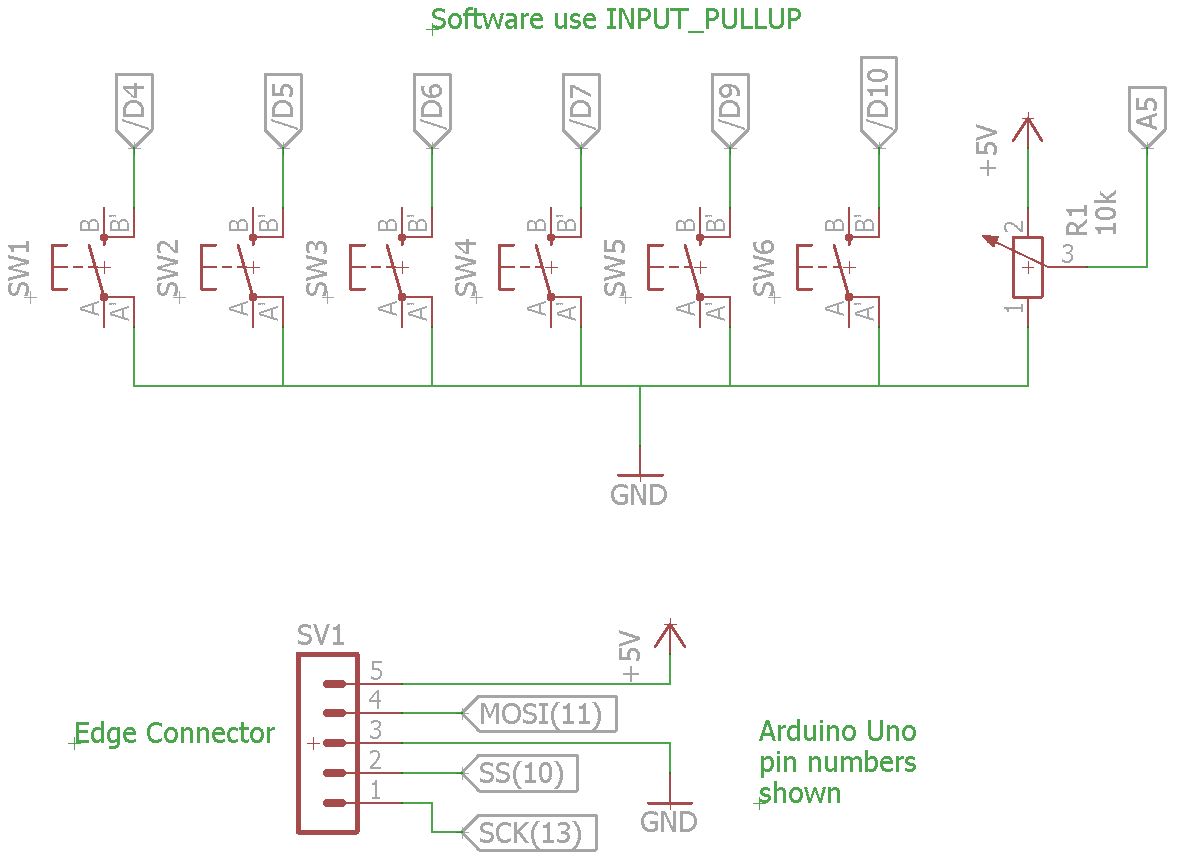 Software use INPUT_PULLUP
/D4
/D5
/D6
/D7
/D9
/D10
A5
+5V
SW1
B
B'
A
A'
SW2
B
B'
A
A'
SW3
B
B'
A
A'
SW4
B
B'
A
A'
SW5
B
B'
A
A'
SW6
B
B'
A
A'
2
3
1
R1
10k
GND
SV1
5
4
3
2
1
+5V
MOSI(11)
SS(10)
SCK(13)
GND
Edge Connector
Arduino Uno
pin numbers
shown